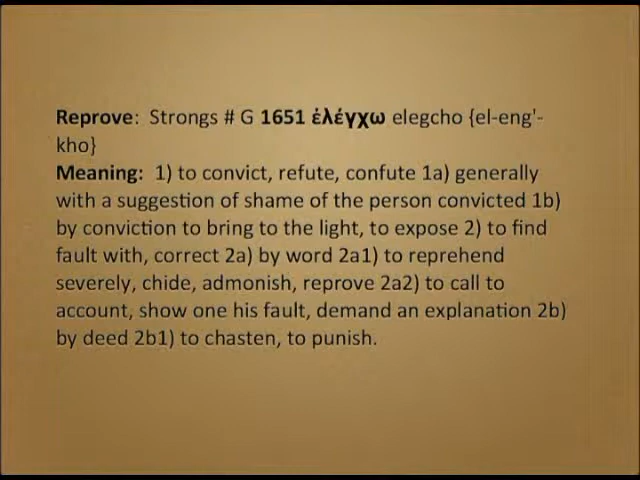 Reprove:  Strongs # G 1651 ἐλέγχω elegcho {el-eng'-
kho}
Meaning:  1) to convict, refute, confute 1a) generally
with a suggestion of shame of the person convicted 1b)
by conviction to bring to the light, to expose 2) to find
fault with, correct 2a) by word 2a1) to reprehend
severely, chide, admonish, reprove 2a2) to call to
account, show one his fault, demand an explanation 2b)
by deed 2b1) to chasten, to punish.